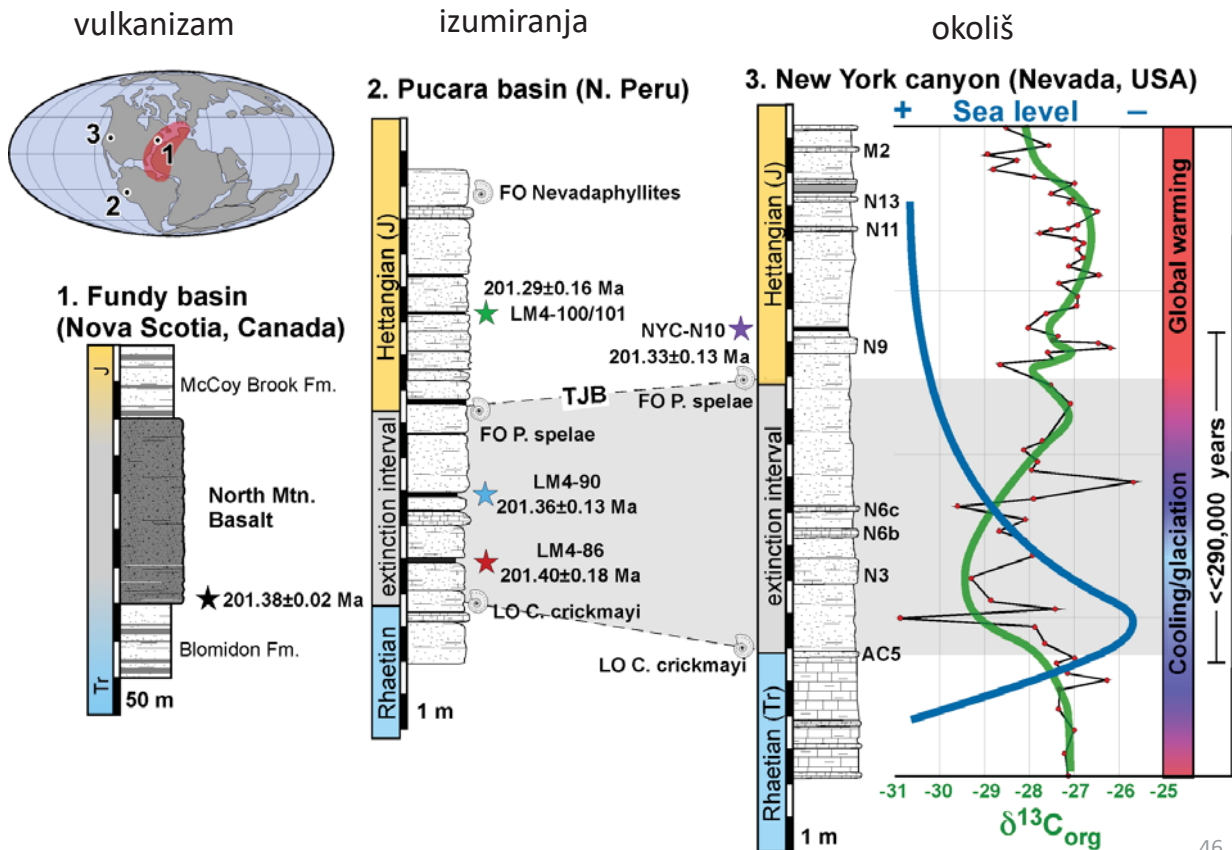 vulkanizam
izumiranja
okoliš
3
1
2
1. Fundy basin
(Nova Scotia, Canada)
J
Tr
McCoy Brook Fm.
North Mtn.
Basalt
201.38±0.02 Ma
Blomidon Fm.
50 m
2. Pucara basin (N. Peru)
Hettangian (J)
extinction interval
Rhaetian
FO Nevadaphyllites
201.29±0.16 Ma
LM4-100/101
TJB
FO P. spelae
LM4-90
201.36±0.13 Ma
LM4-86
201.40±0.18 Ma
LO C. crickmayi
1 m
3. New York canyon (Nevada, USA)
+ Sea level –
Hettangian (J)
extinction interval
Rhaetian (Tr)
NYC-N10
201.33±0.13 Ma
FO P. spelae
LO C. crickmayi
M2
N13
N11
N9
N6c
N6b
N3
AC5
1 m
-31 -30 -29 -28 -27 -26 -25
δ13Corg
Global warming
Cooling/glaciation
<<290,000 years
46